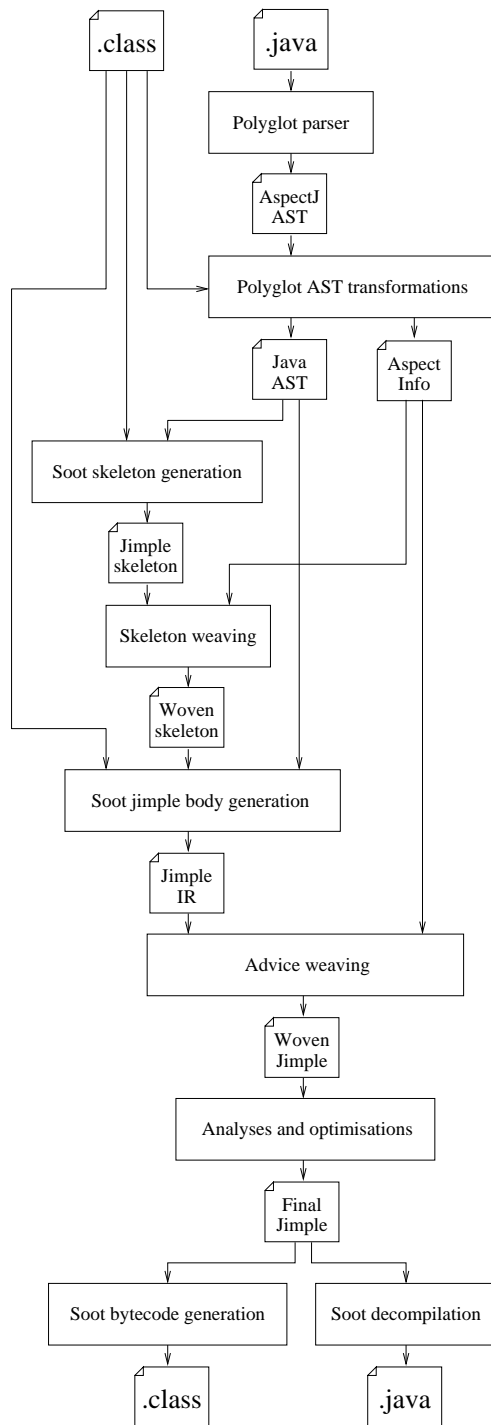 .class
.java
Polyglot parser
AspectJ
AST
Polyglot AST transformations
Java
AST
Aspect
Info
Soot skeleton generation
Jimple
skeleton
Skeleton weaving
Woven
skeleton
Soot jimple body generation
Jimple
IR
Advice weaving
Woven
Jimple
Analyses and optimisations
Final
Jimple
Soot bytecode generation
Soot decompilation
.class
.java